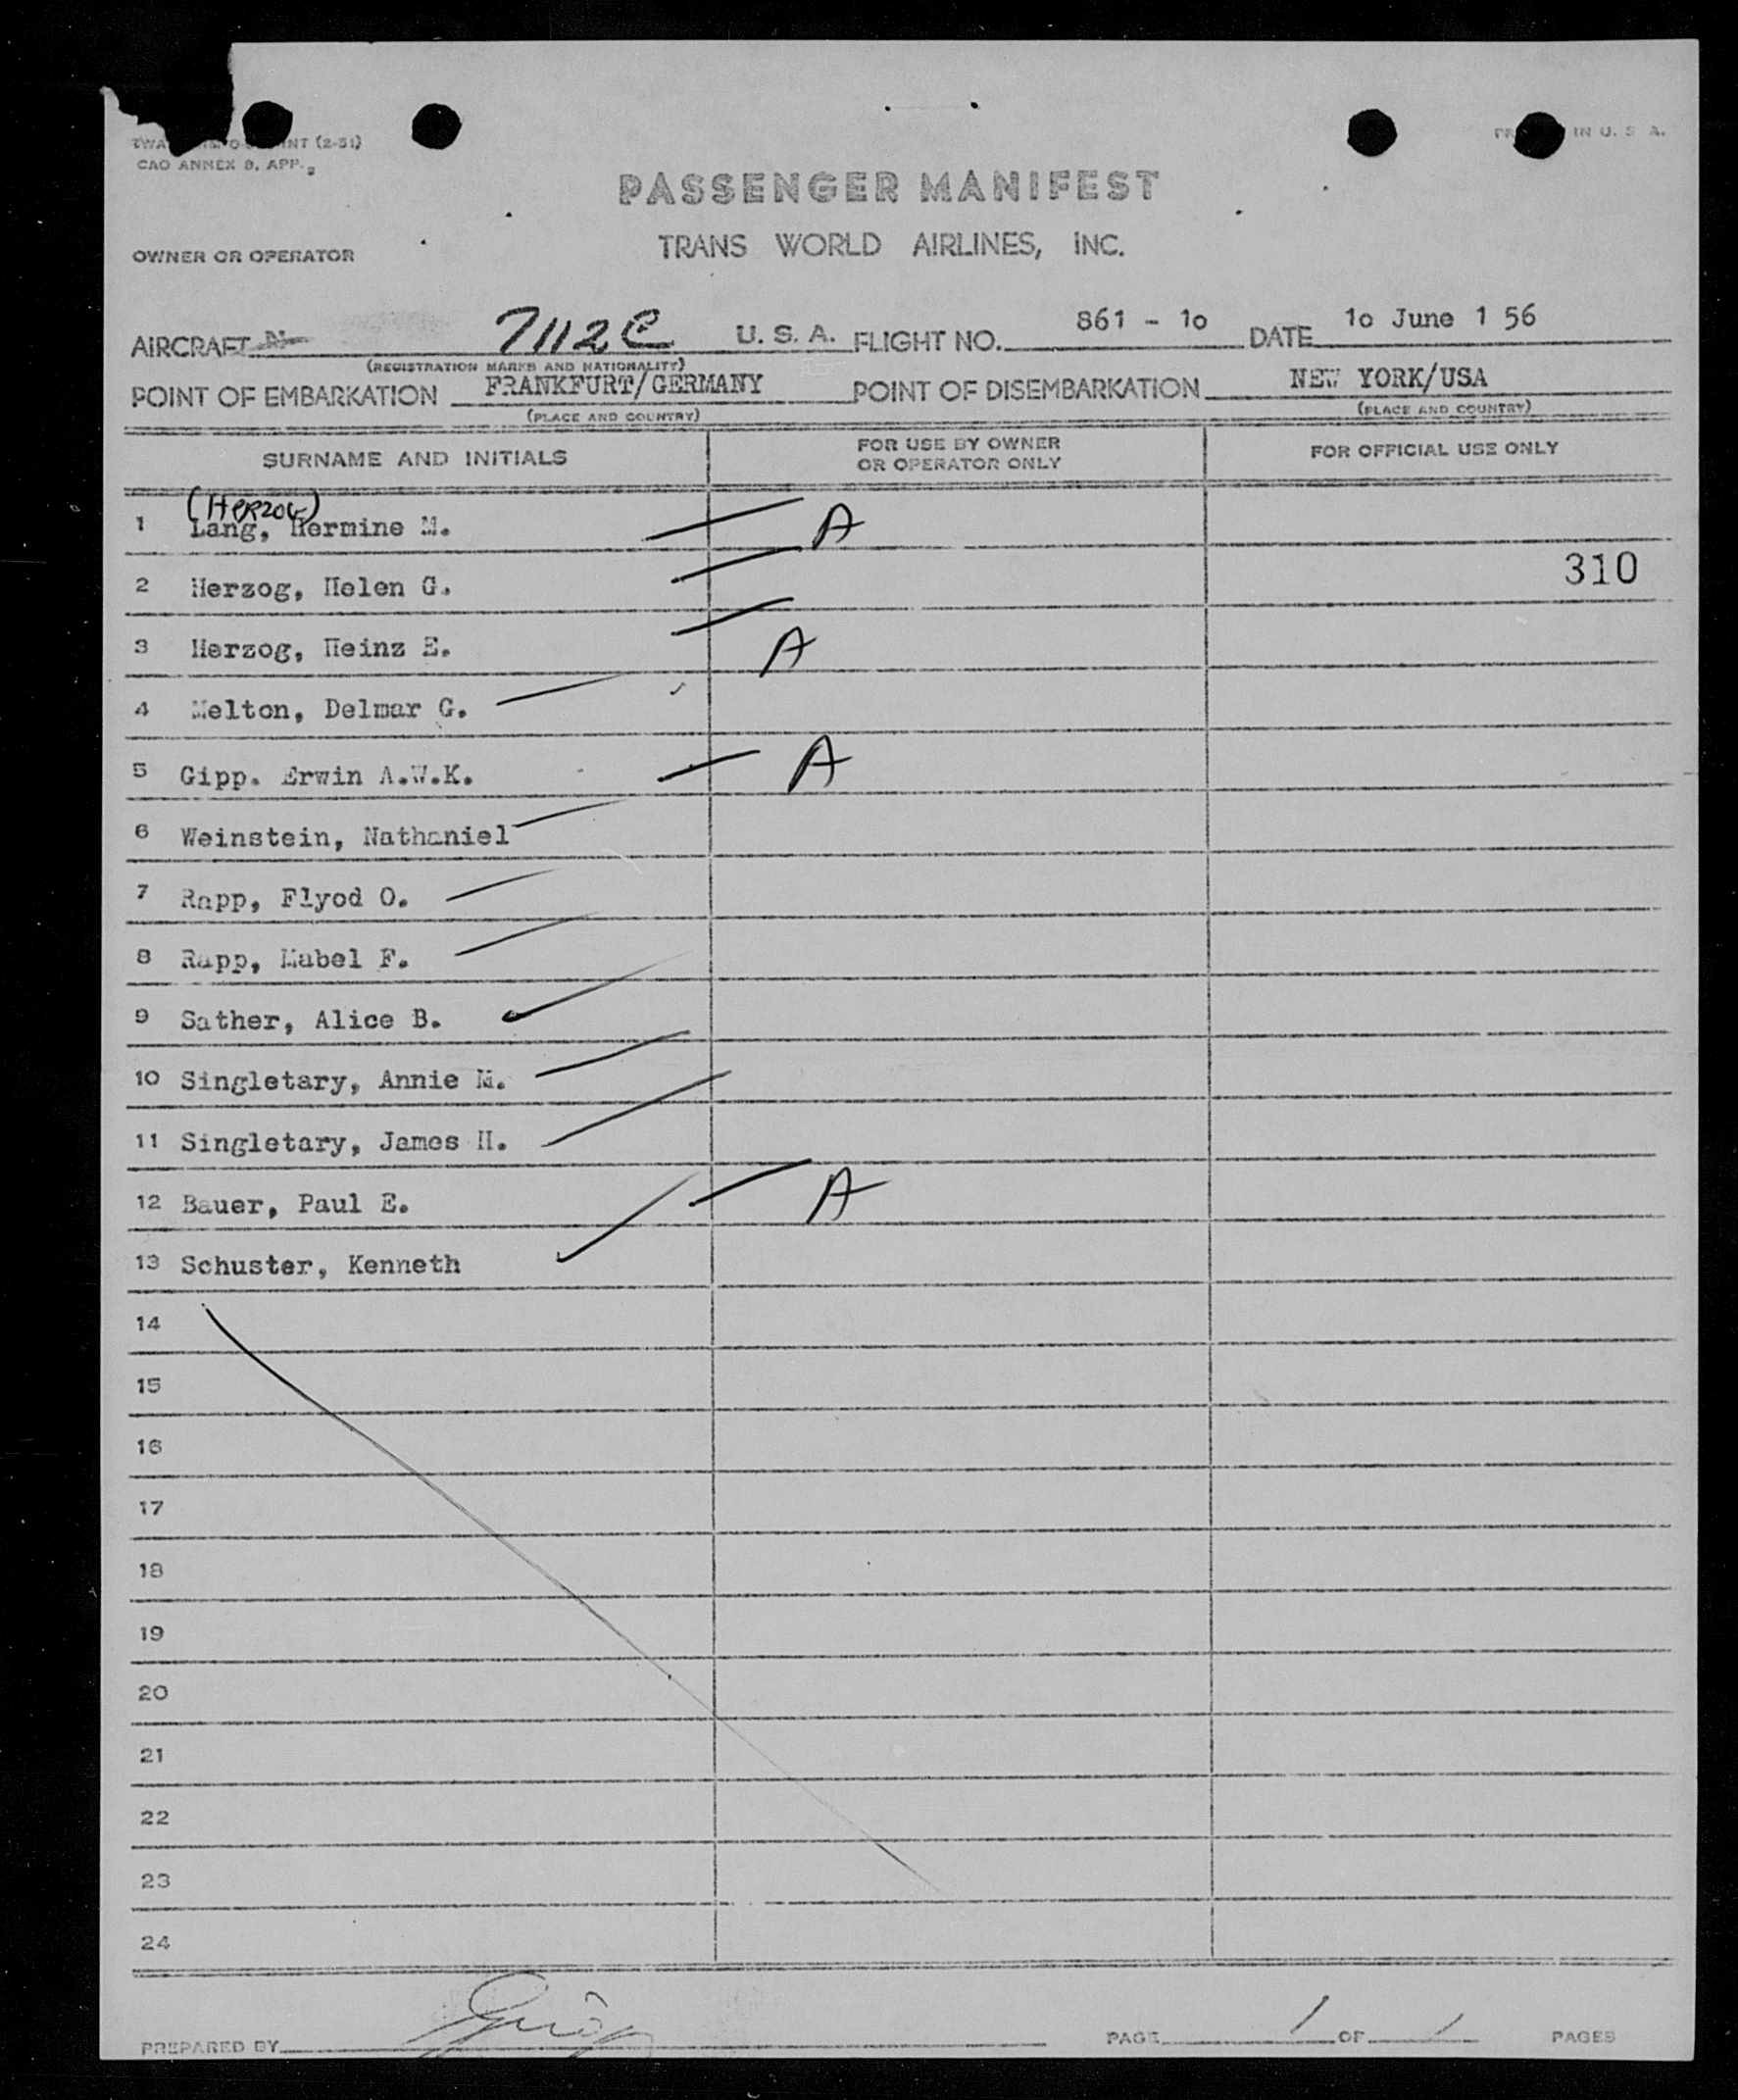 CAO ANNEX 9, APP.
IN U. S. A.
PASSENGER MANIFEST
TRANS WORLD AIRLINES, INC.
OWNER OR OPERATOR
AIRCRAFT N 7112C U. S. A. FLIGHT NO. 861 - 1o DATE 1o June 1 56
(REGISTRATION MARKS AND NATIONALITY)
POINT OF EMBARKATION FRANKFURT/GERMANY POINT OF DISEMBARKATION NEW YORK/USA
(PLACE AND COUNTRY) (PLACE AND COUNTRY)
SURNAME AND INITIALS FOR USE BY OWNER OR OPERATOR ONLY FOR OFFICIAL USE ONLY
(Herzog)
1 Lang, Hermine M. A
2 Herzog, Helen G. 310
3 Herzog, Heinz E. A
4 Melton, Delmar G.
5 Gipp. Erwin A.W.K. A
6 Weinstein, Nathaniel
7 Rapp, Flyod O.
8 Rapp, Mabel F.
9 Sather, Alice B.
10 Singletary, Annie M.
11 Singletary, James H.
12 Bauer, Paul E. A
13 Schuster, Kenneth
14
15
16
17
18
19
20
21
22
23
24
PREPARED BY PAGE 1 OF 1 PAGES